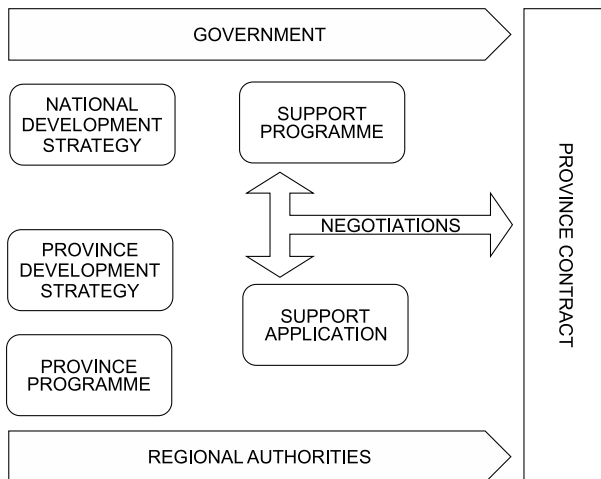 GOVERNMENT
NATIONAL
DEVELOPMENT
STRATEGY
SUPPORT
PROGRAMME
NEGOTIATIONS
PROVINCE
DEVELOPMENT
STRATEGY
SUPPORT
APPLICATION
PROVINCE
PROGRAMME
REGIONAL AUTHORITIES
PROVINCE CONTRACT